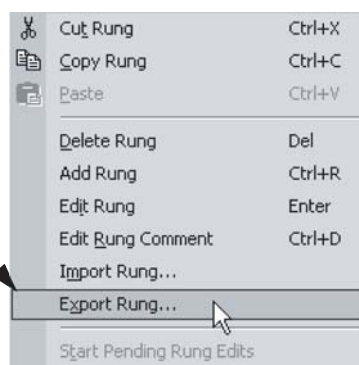 Cut Rung Ctrl+X
Copy Rung Ctrl+C
Paste Ctrl+V
Delete Rung Del
Add Rung Ctrl+R
Edit Rung Enter
Edit Rung Comment Ctrl+D
Import Rung...
Export Rung...
Start Pending Rung Edits